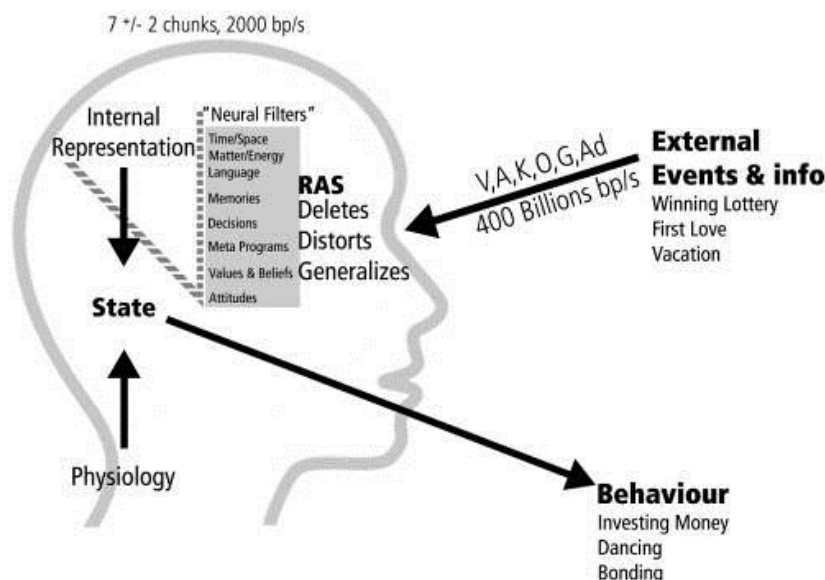 7 +/- 2 chunks, 2000 bp/s
Internal
Representation
"Neural Filters"
Time/Space
Matter/Energy
Language
Memories
Decisions
Meta Programs
Values & Beliefs
Attitudes
RAS
Deletes
Distorts
Generalizes
V,A,K,O,G,Ad
400 Billions bp/s
External
Events & info
Winning Lottery
First Love
Vacation
State
Physiology
Behaviour
Investing Money
Dancing
Bonding